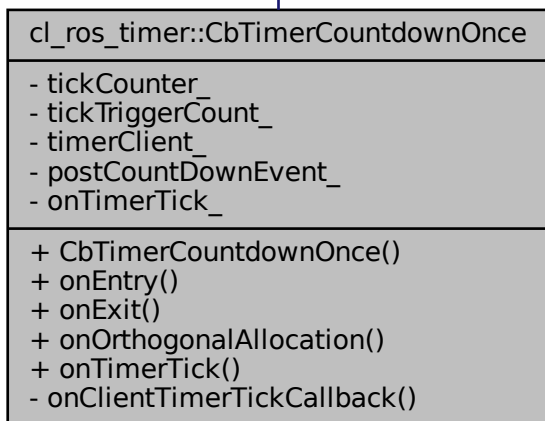 cl_ros_timer::CbTimerCountdownOnce
- tickCounter_
- tickTriggerCount_
- timerClient_
- postCountDownEvent_
- onTimerTick_
+ CbTimerCountdownOnce()
+ onEntry()
+ onExit()
+ onOrthogonalAllocation()
+ onTimerTick()
- onClientTimerTickCallback()